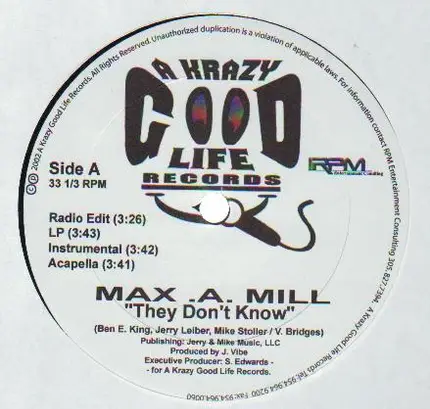 ℗ © 2002 A Krazy Good Life Records. All Rights Reserved. Unauthorized duplication is a violation of applicable laws. For information contact RPM Entertainment Consulting 305.827.7394, A Krazy Good Life Records Tel: 954.964.9200 Fax: 954.964.0060
A KRAZY
GOOD
LIFE
RECORDS
RPM
Entertainment Consulting
Side A
33 1/3 RPM
Radio Edit (3:26)
LP (3:43)
Instrumental (3:42)
Acapella (3:41)
MAX .A. MILL
"They Don't Know"
(Ben E. King, Jerry Leiber, Mike Stoller / V. Bridges)
Publishing: Jerry & Mike Music, LLC
Produced by J. Vibe
Executive Producer: S. Edwards -
- for A Krazy Good Life Records.